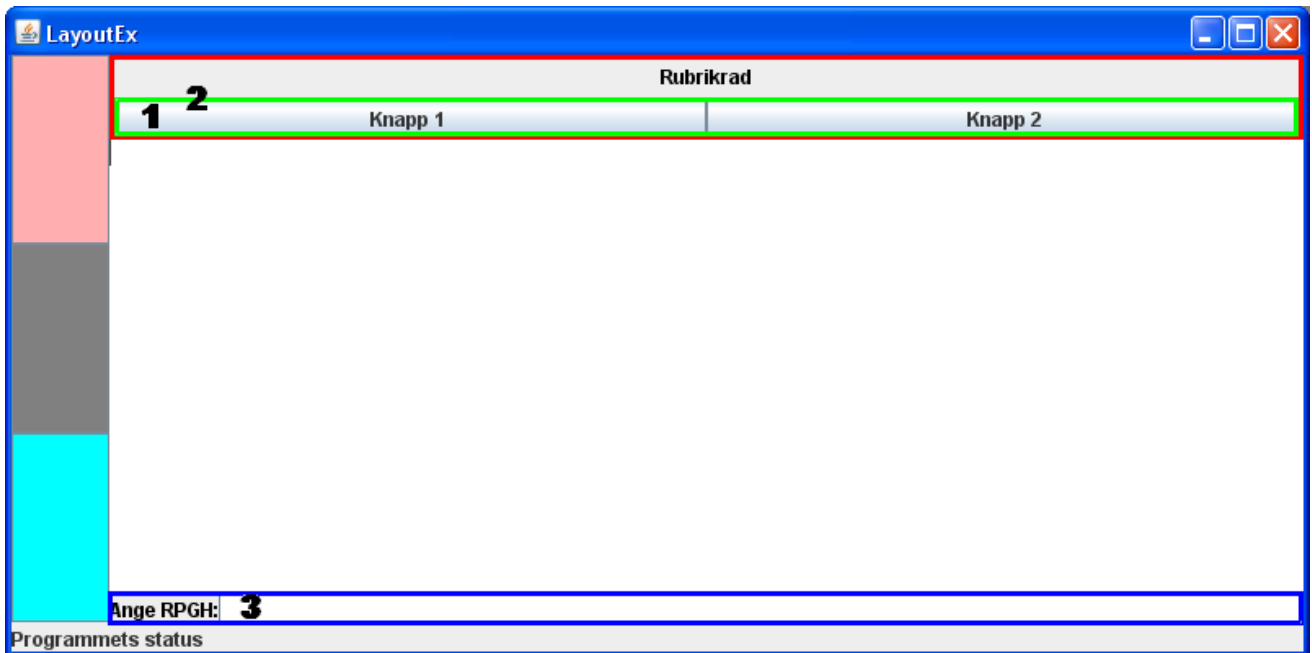 LayoutEx
Rubrikrad
2
1 Knapp 1 Knapp 2
Ange RPGH: 3
Programmets status